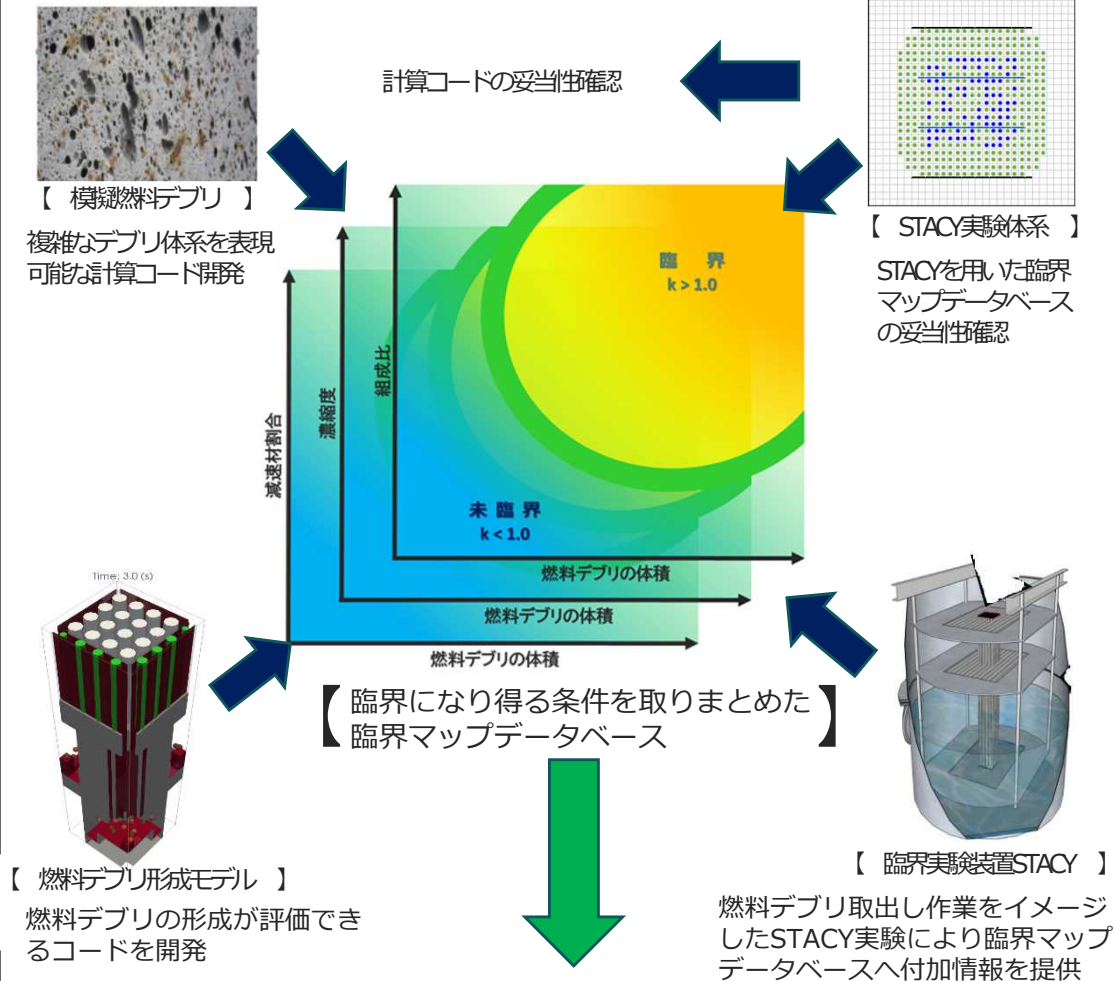 計算コードの妥当性確認
【 模擬燃料デブリ 】
複雑なデブリ体系を表現
可能な計算コード開発
【 STACY実験体系 】
STACYを用いた臨界
マップデータベース
の妥当性確認
臨 界
k > 1.0
組成比
濃縮度
減速材割合
未 臨 界
k < 1.0
燃料デブリの体積
燃料デブリの体積
燃料デブリの体積
Time: 3.0 (s)
【臨界になり得る条件を取りまとめた
臨界マップデータベース】
【 燃料デブリ形成モデル 】
燃料デブリの形成が評価でき
るコードを開発
【 臨界実験装置STACY 】
燃料デブリ取出し作業をイメージ
したSTACY実験により臨界マップ
データベースへ付加情報を提供